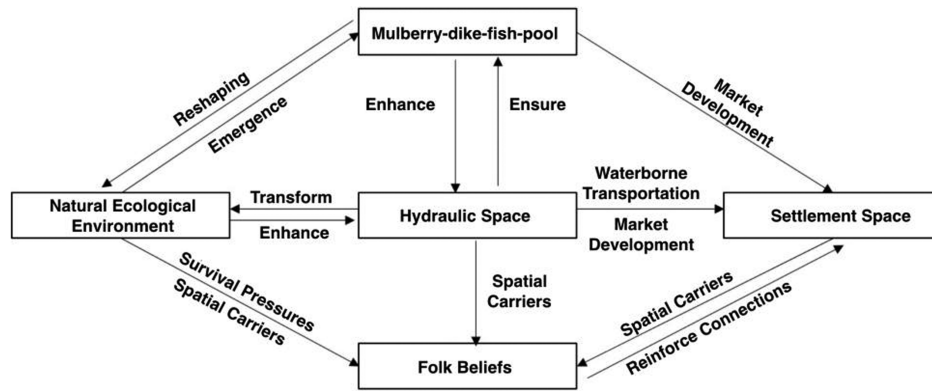 Mulberry-dike-fish-pool
Reshaping
Emergence
Enhance
Ensure
Market
Development
Natural Ecological
Environment
Transform
Enhance
Hydraulic Space
Waterborne
Transportation
Market
Development
Settlement Space
Survival Pressures
Spatial Carriers
Spatial
Carriers
Spatial Carriers
Reinforce Connections
Folk Beliefs